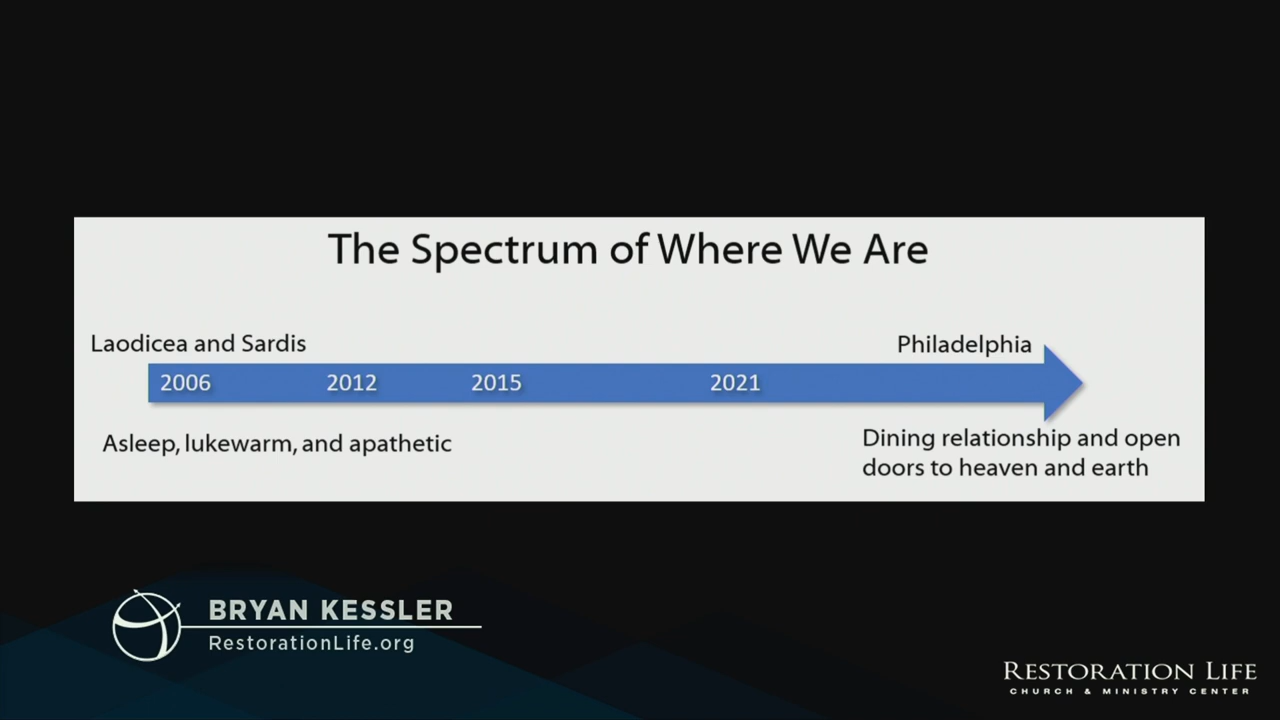 The Spectrum of Where We Are
Laodicea and Sardis
Philadelphia
2006 2012 2015 2021
Asleep, lukewarm, and apathetic
Dining relationship and open
doors to heaven and earth
BRYAN KESSLER
RestorationLife.org
RESTORATION LIFE
CHURCH & MINISTRY CENTER